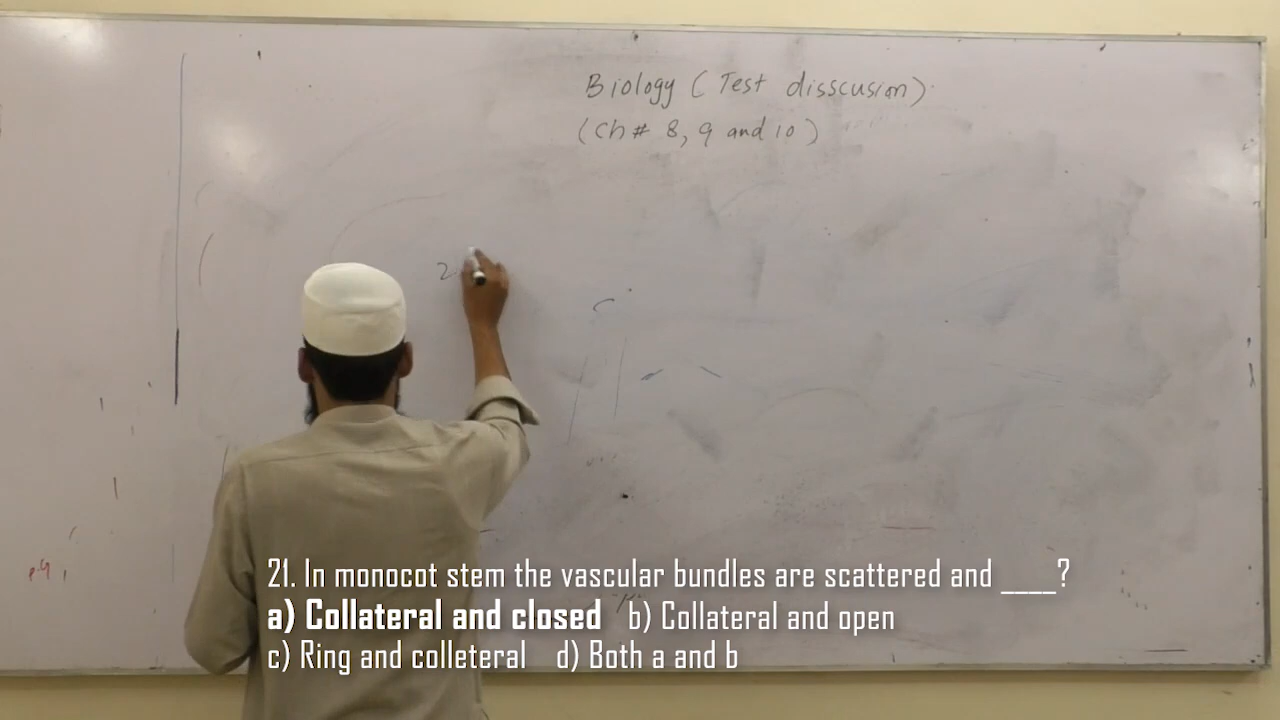 Biology (Test disscusion)
(Ch# 8, 9 and 10)
2
21. In monocot stem the vascular bundles are scattered and ____?
a) Collateral and closed b) Collateral and open
c) Ring and colleteral d) Both a and b